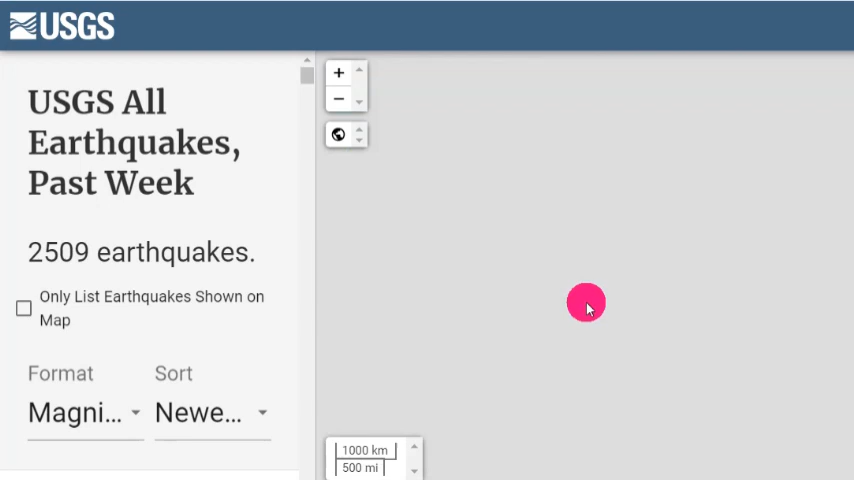 USGS
USGS All
Earthquakes,
Past Week
2509 earthquakes.
Only List Earthquakes Shown on
Map
Format Sort
Magni... Newe...
+
−
1000 km
500 mi